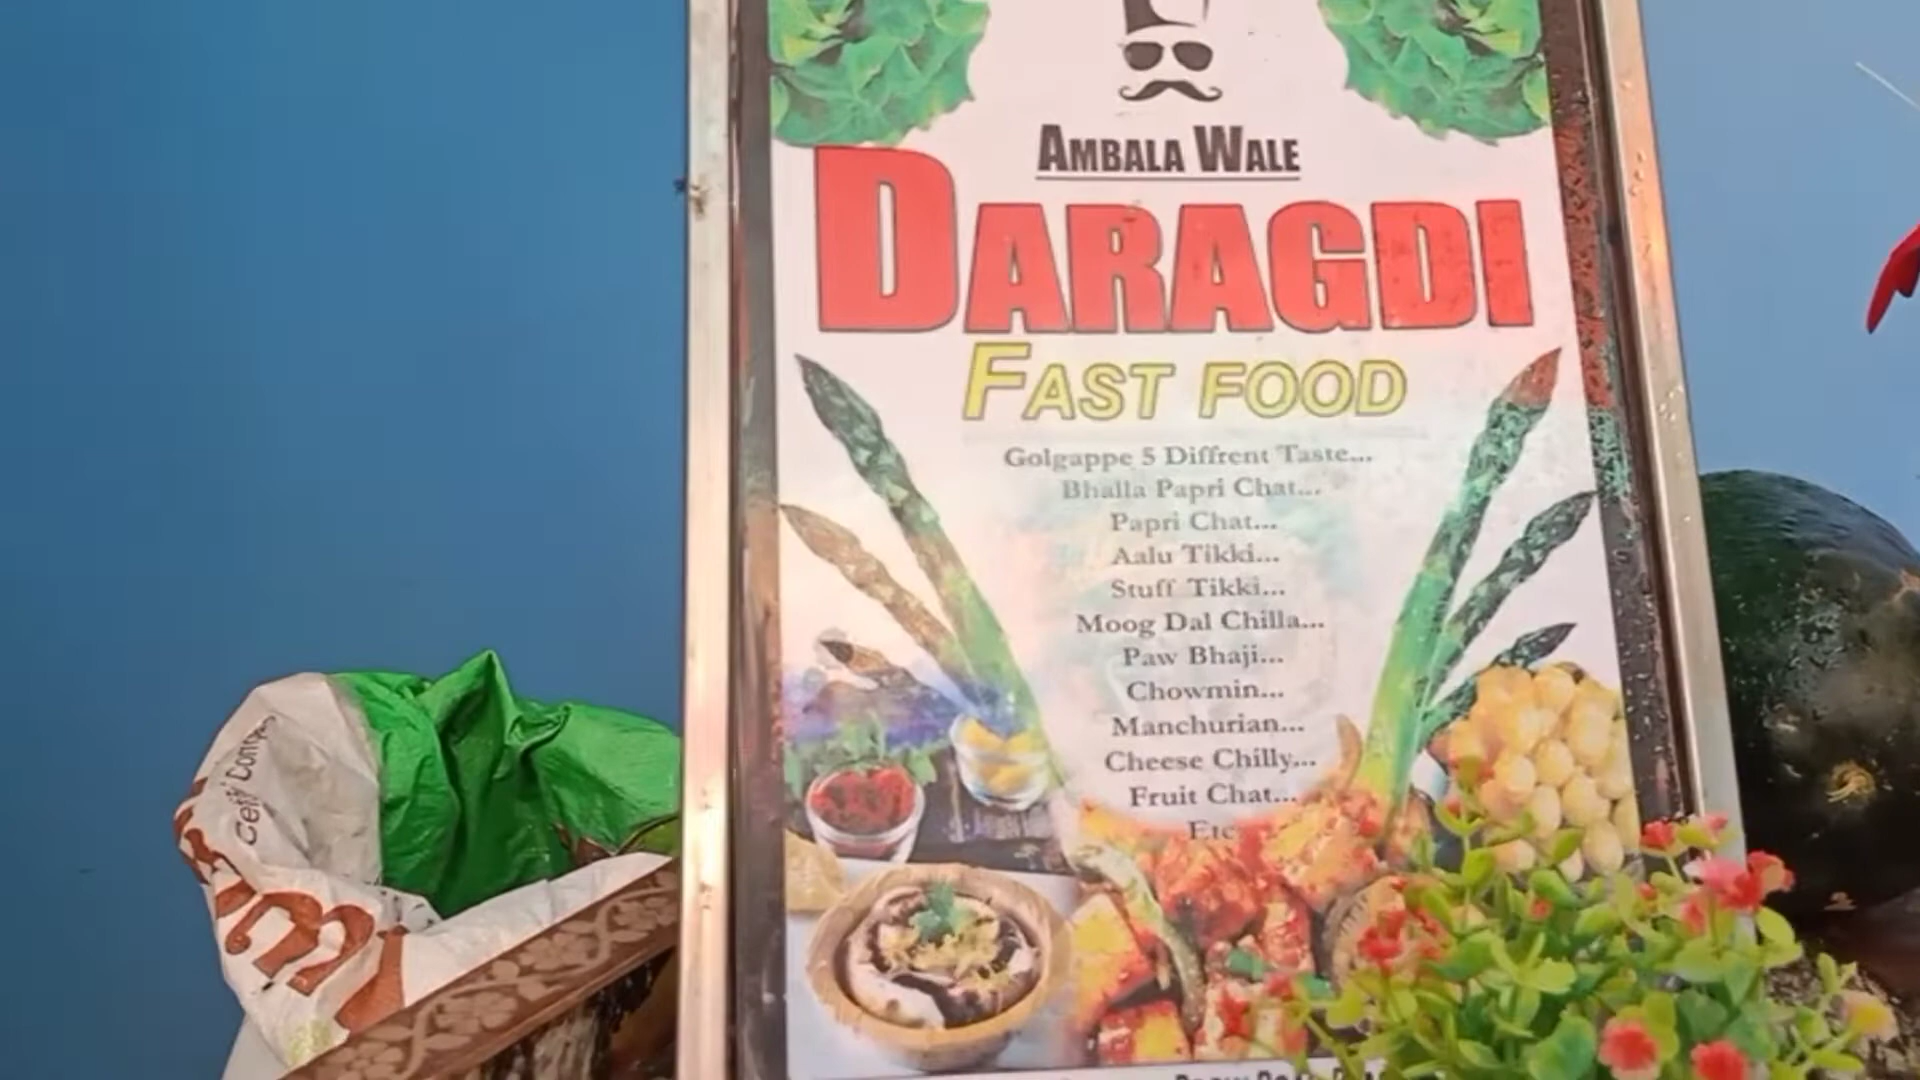 AMBALA WALE
DARAGDI
FAST FOOD
Golgappe 5 Diffrent Taste...
Bhalla Papri Chat...
Papri Chat...
Aalu Tikki...
Stuff Tikki...
Moog Dal Chilla...
Paw Bhaji...
Chowmin...
Manchurian...
Cheese Chilly...
Fruit Chat...
Etc